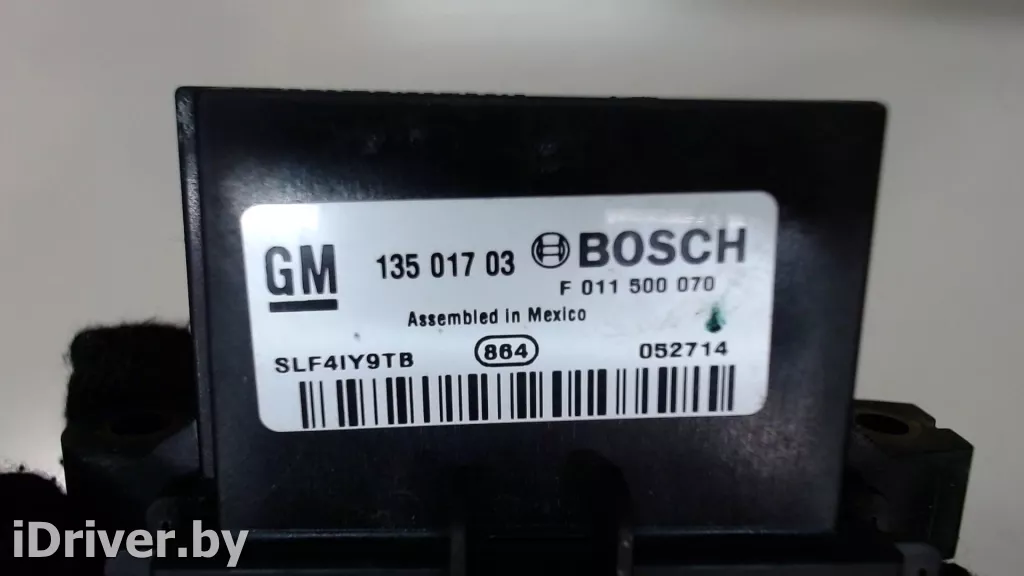 GM 135 017 03 BOSCH
F 011 500 070
Assembled in Mexico
SLF4IY9TB 864 052714
iDriver.by